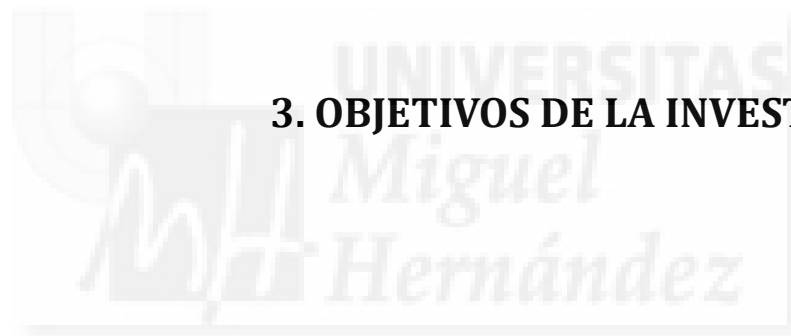 UNIVERSITAS
3. OBJETIVOS DE LA INVEST
Miguel
Hernández